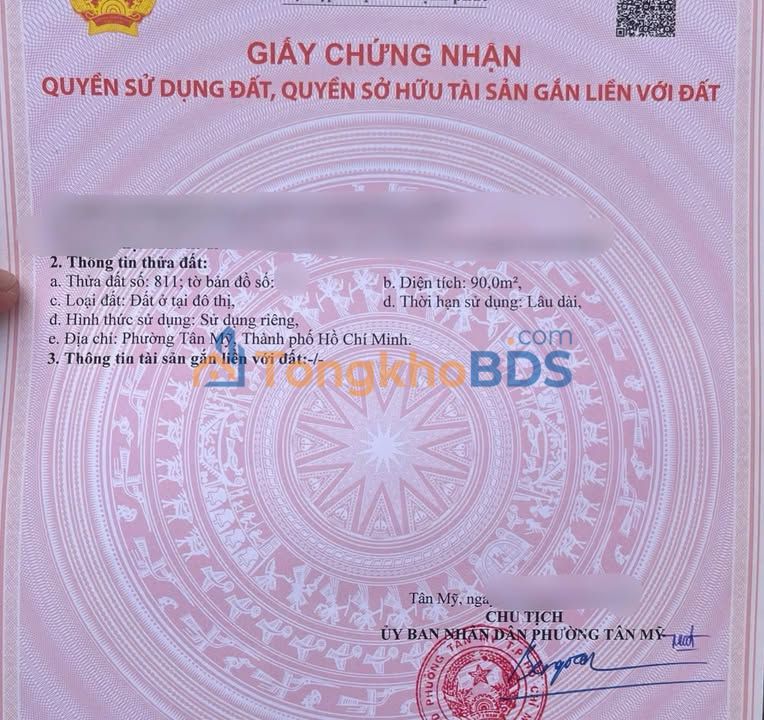 GIẤY CHỨNG NHẬN
QUYỀN SỬ DỤNG ĐẤT, QUYỀN SỞ HỮU TÀI SẢN GẮN LIỀN VỚI ĐẤT
2. Thông tin thửa đất:
a. Thửa đất số: 811; tờ bản đồ số:
b. Diện tích: 90,0m²,
c. Loại đất: Đất ở tại đô thị,
d. Thời hạn sử dụng: Lâu dài,
đ. Hình thức sử dụng: Sử dụng riêng,
e. Địa chỉ: Phường Tân Mỹ, Thành phố Hồ Chí Minh.
3. Thông tin tài sản gắn liền với đất:-/-
TongkhoBDS.com
Tân Mỹ, ngà
CHỦ TỊCH
ỦY BAN NHÂN DÂN PHƯỜNG TÂN MỸ